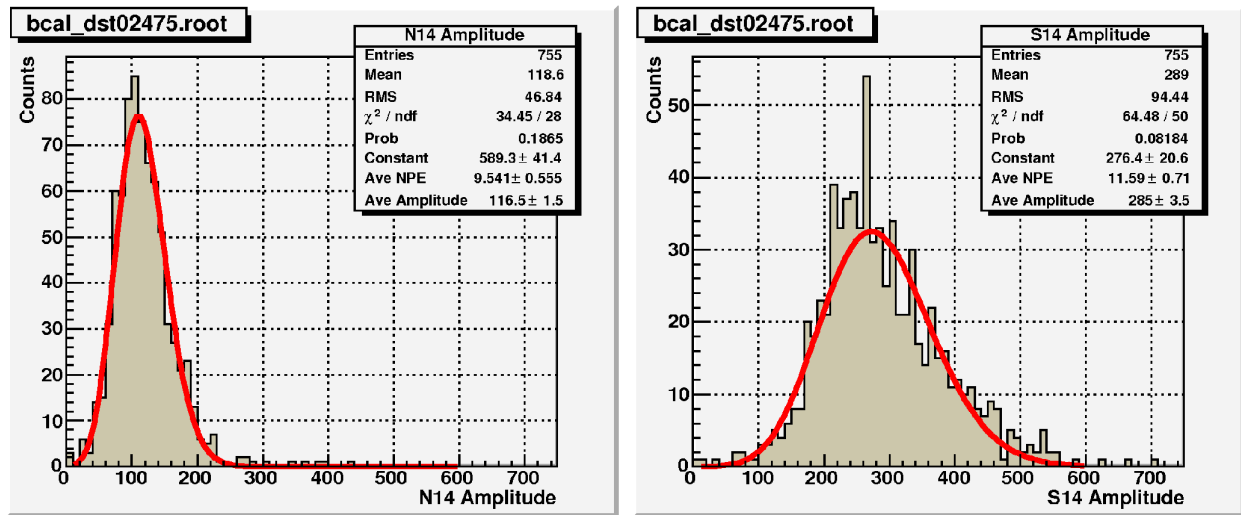 bcal_dst02475.root
N14 Amplitude
Entries 755
Mean 118.6
RMS 46.84
χ² / ndf 34.45 / 28
Prob 0.1865
Constant 589.3± 41.4
Ave NPE 9.541± 0.555
Ave Amplitude 116.5± 1.5
Counts
80
70
60
50
40
30
20
10
0
0 100 200 300 400 500 600 700
N14 Amplitude
bcal_dst02475.root
S14 Amplitude
Entries 755
Mean 289
RMS 94.44
χ² / ndf 64.48 / 50
Prob 0.08184
Constant 276.4± 20.6
Ave NPE 11.59± 0.71
Ave Amplitude 285± 3.5
Counts
50
40
30
20
10
0
0 100 200 300 400 500 600 700
S14 Amplitude